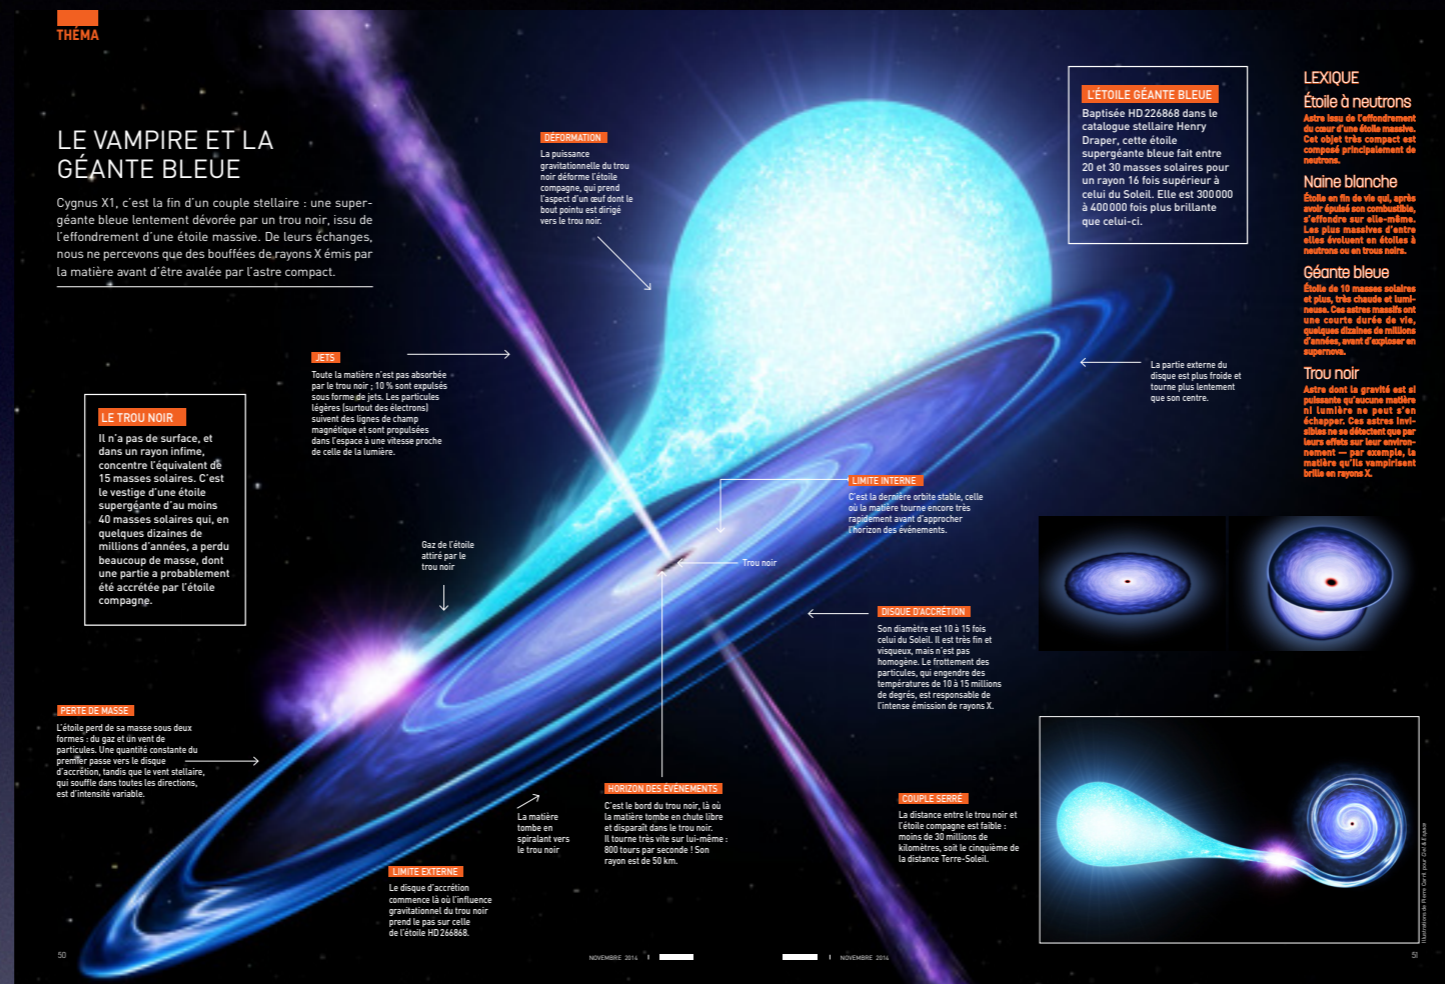 THÉMA
LE VAMPIRE ET LA
GÉANTE BLEUE
Cygnus X1, c'est la fin d'un couple stellaire : une super-
géante bleue lentement dévorée par un trou noir, issu de
l'effondrement d'une étoile massive. De leurs échanges,
nous ne percevons que des bouffées de rayons X émis par
la matière avant d'être avalée par l'astre compact.
DÉFORMATION
La puissance
gravitationnelle du trou
noir déforme l'étoile
compagne, qui prend
l'aspect d'un œuf dont le
bout pointu est dirigé
vers le trou noir.
L'ÉTOILE GÉANTE BLEUE
Baptisée HD 226868 dans le
catalogue stellaire Henry
Draper, cette étoile
supergéante bleue fait entre
20 et 30 masses solaires pour
un rayon 16 fois supérieur à
celui du Soleil. Elle est 300 000
à 400 000 fois plus brillante
que celui-ci.
LEXIQUE
Étoile à neutrons
Astre issu de l'effondrement
du cœur d'une étoile massive.
Cet objet très compact est
composé principalement de
neutrons.
Naine blanche
Étoile en fin de vie qui, après
avoir épuisé son combustible,
s'effondre sur elle-même.
Les plus massives d'entre
elles évoluent en étoiles à
neutrons ou en trous noirs.
Géante bleue
Étoile de 10 masses solaires
et plus, très chaude et lumi-
neuse. Ces astres massifs ont
une courte durée de vie,
quelques dizaines de millions
d'années, avant d'exploser en
supernova.
Trou noir
Astre dont la gravité est si
puissante qu'aucune matière
ni lumière ne peut s'en
échapper. Ces astres invi-
sibles ne se détectent que par
leurs effets sur leur environ-
nement — par exemple, la
matière qu'ils vampirisent
brille en rayons X.
JETS
Toute la matière n'est pas absorbée
par le trou noir ; 10 % sont expulsés
sous forme de jets. Les particules
légères (surtout des électrons)
suivent des lignes de champ
magnétique et sont propulsées
dans l'espace à une vitesse proche
de celle de la lumière.
La partie externe du
disque est plus froide et
tourne plus lentement
que son centre.
LE TROU NOIR
Il n'a pas de surface, et
dans un rayon infime,
concentre l'équivalent de
15 masses solaires. C'est
le vestige d'une étoile
supergéante d'au moins
40 masses solaires qui, en
quelques dizaines de
millions d'années, a perdu
beaucoup de masse, dont
une partie a probablement
été accrétée par l'étoile
compagne.
LIMITE INTERNE
C'est la dernière orbite stable, celle
où la matière tourne encore très
rapidement avant d'approcher
l'horizon des événements.
Gaz de l'étoile
attiré par le
trou noir
Trou noir
DISQUE D'ACCRÉTION
Son diamètre est 10 à 15 fois
celui du Soleil. Il est très fin et
visqueux, mais n'est pas
homogène. Le frottement des
particules, qui engendre des
températures de 10 à 15 millions
de degrés, est responsable de
l'intense émission de rayons X.
PERTE DE MASSE
L'étoile perd de sa masse sous deux
formes : du gaz et un vent de
particules. Une quantité constante du
premier passe vers le disque
d'accrétion, tandis que le vent stellaire,
qui souffle dans toutes les directions,
est d'intensité variable.
La matière
tombe en
spiralant vers
le trou noir
HORIZON DES ÉVÉNEMENTS
C'est le bord du trou noir, là où
la matière tombe en chute libre
et disparaît dans le trou noir.
Il tourne très vite sur lui-même :
800 tours par seconde ! Son
rayon est de 50 km.
COUPLE SERRÉ
La distance entre le trou noir et
l'étoile compagne est faible :
moins de 30 millions de
kilomètres, soit le cinquième de
la distance Terre-Soleil.
LIMITE EXTERNE
Le disque d'accrétion
commence là où l'influence
gravitationnel du trou noir
prend le pas sur celle
de l'étoile HD 266868.
Illustrations de Pierre Carril pour Ciel & Espace
50
NOVEMBRE 2014
NOVEMBRE 2014
51